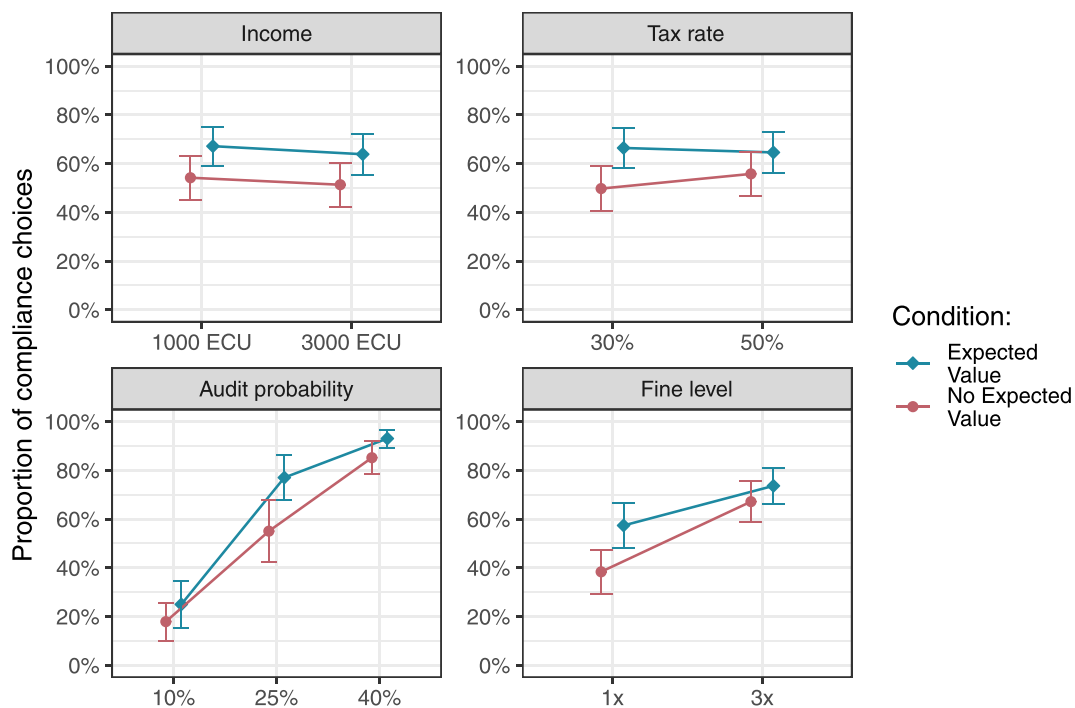 Income
Tax rate
100%
80%
60%
40%
20%
0%
100%
80%
60%
40%
20%
0%
1000 ECU
3000 ECU
30%
50%
Proportion of compliance choices
Audit probability
Fine level
100%
80%
60%
40%
20%
0%
100%
80%
60%
40%
20%
0%
10%
25%
40%
1x
3x
Condition:
Expected
Value
No Expected
Value